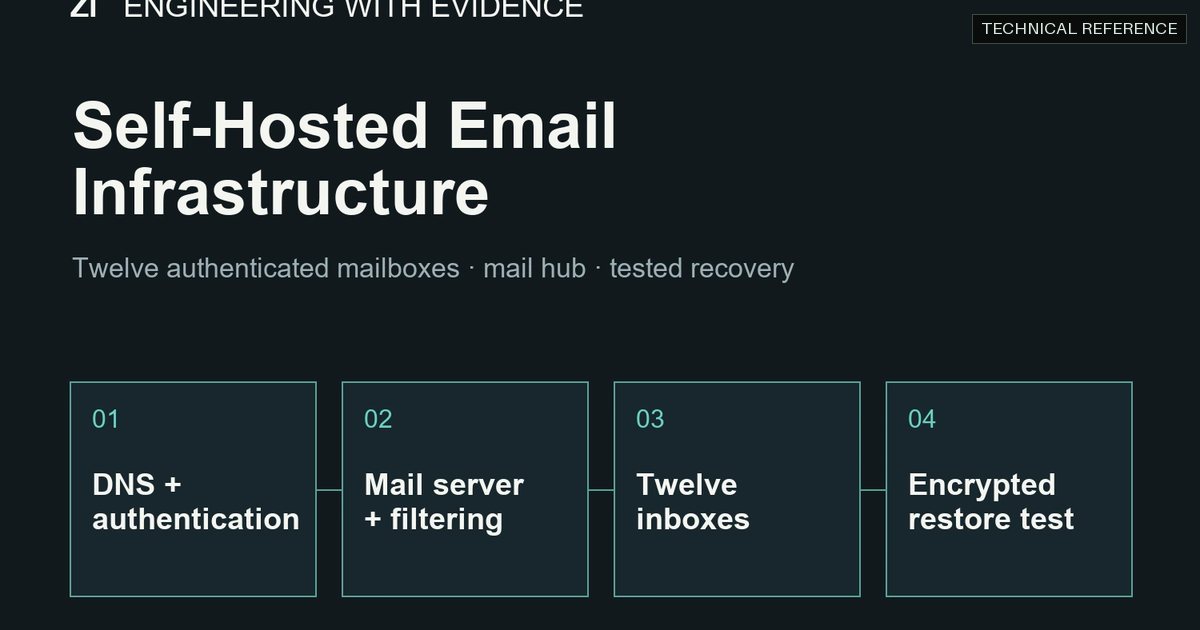 ZI ENGINEERING WITH EVIDENCE
TECHNICAL REFERENCE
Self-Hosted Email
Infrastructure
Twelve authenticated mailboxes · mail hub · tested recovery
01
DNS +
authentication
02
Mail server
+ filtering
03
Twelve
inboxes
04
Encrypted
restore test